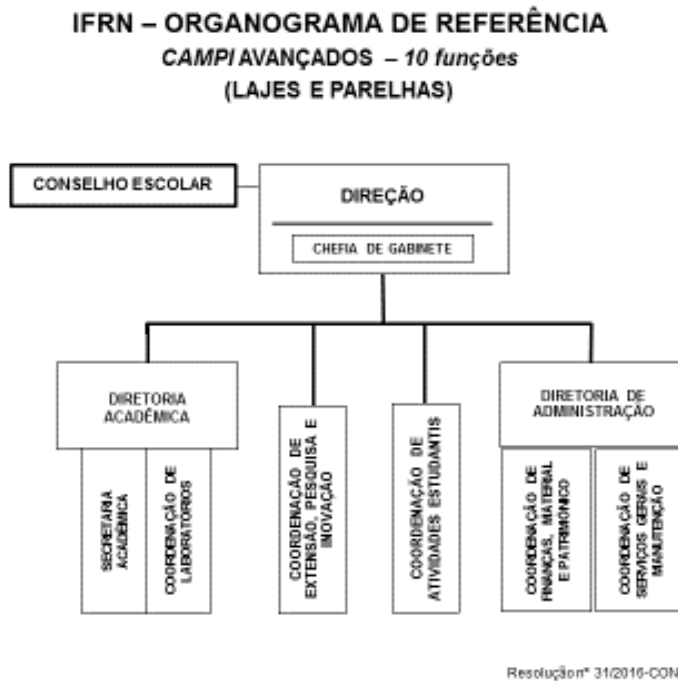 IFRN – ORGANOGRAMA DE REFERÊNCIA
CAMPI AVANÇADOS – 10 funções
(LAJES E PARELHAS)
CONSELHO ESCOLAR
DIREÇÃO
CHEFIA DE GABINETE
DIRETORIA
ACADÊMICA
SECRETARIA
ACADÊMICA
COORDENAÇÃO DE
LABORATÓRIOS
COORDENAÇÃO DE
EXTENSÃO, PESQUISA E
INOVAÇÃO
COORDENAÇÃO DE
ATIVIDADES ESTUDANTIS
DIRETORIA DE
ADMINISTRAÇÃO
COORDENAÇÃO DE
FINANÇAS, MATERIAL
E PATRIMÔNICO
COORDENAÇÃO DE
SERVIÇOS GERAIS E
MANUTENÇÃO
Resolução nº 31/2016-CON